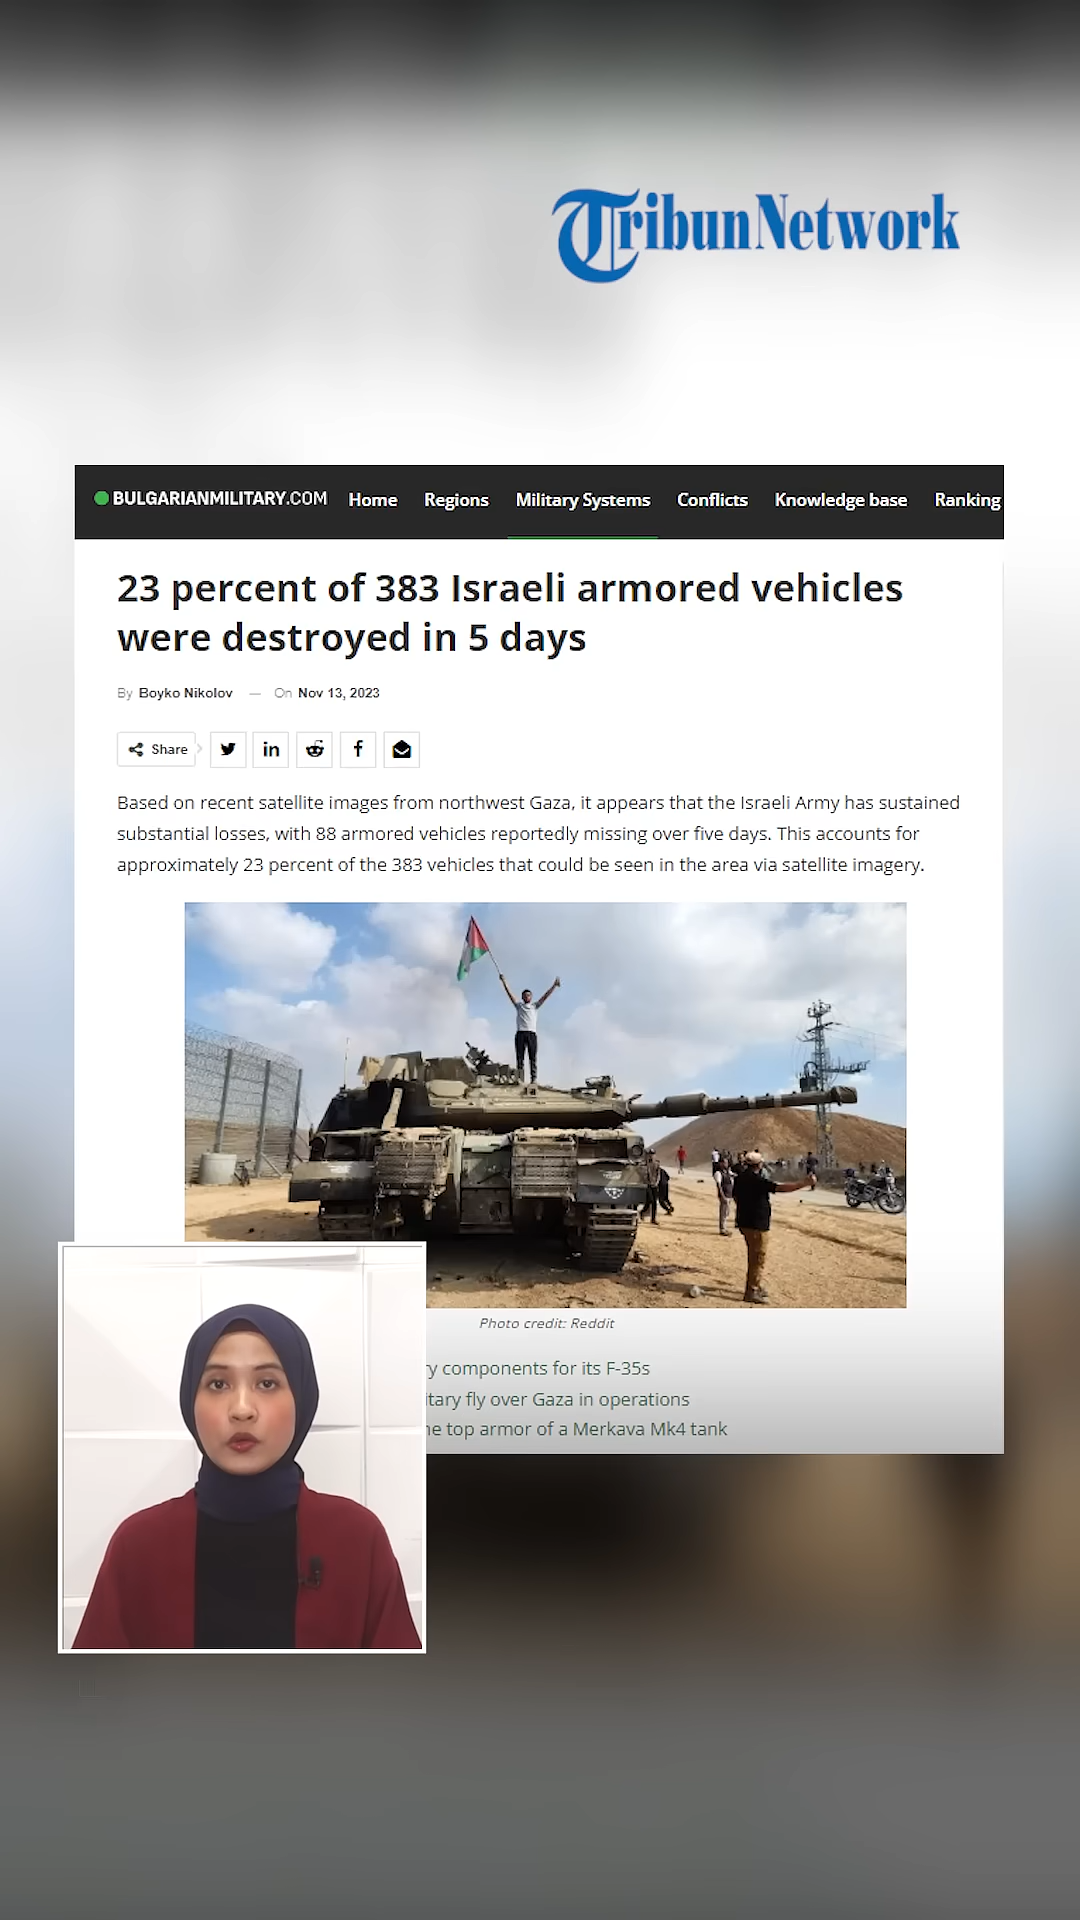 TribunNetwork
BULGARIANMILITARY.COM Home Regions Military Systems Conflicts Knowledge base Ranking
23 percent of 383 Israeli armored vehicles
were destroyed in 5 days
By Boyko Nikolov — On Nov 13, 2023
Share
Based on recent satellite images from northwest Gaza, it appears that the Israeli Army has sustained
substantial losses, with 88 armored vehicles reportedly missing over five days. This accounts for
approximately 23 percent of the 383 vehicles that could be seen in the area via satellite imagery.
Photo credit: Reddit
components for its F-35s
fly over Gaza in operations
top armor of a Merkava Mk4 tank